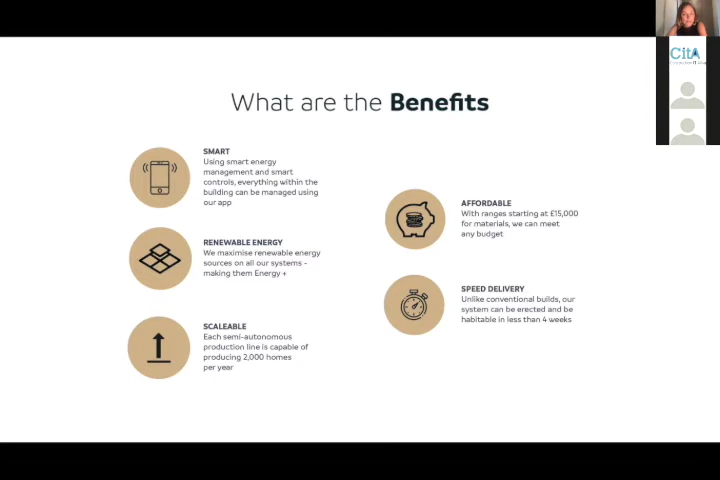 What are the Benefits
SMART
Using smart energy
management and smart
controls, everything within the
building can be managed using
our app
RENEWABLE ENERGY
We maximise renewable energy
sources on all our systems -
making them Energy +
SCALEABLE
Each semi-autonomous
production line is capable of
producing 2,000 homes
per year
AFFORDABLE
With ranges starting at £15,000
for materials, we can meet
any budget
SPEED DELIVERY
Unlike conventional builds, our
system can be erected and be
habitable in less than 4 weeks
CitA